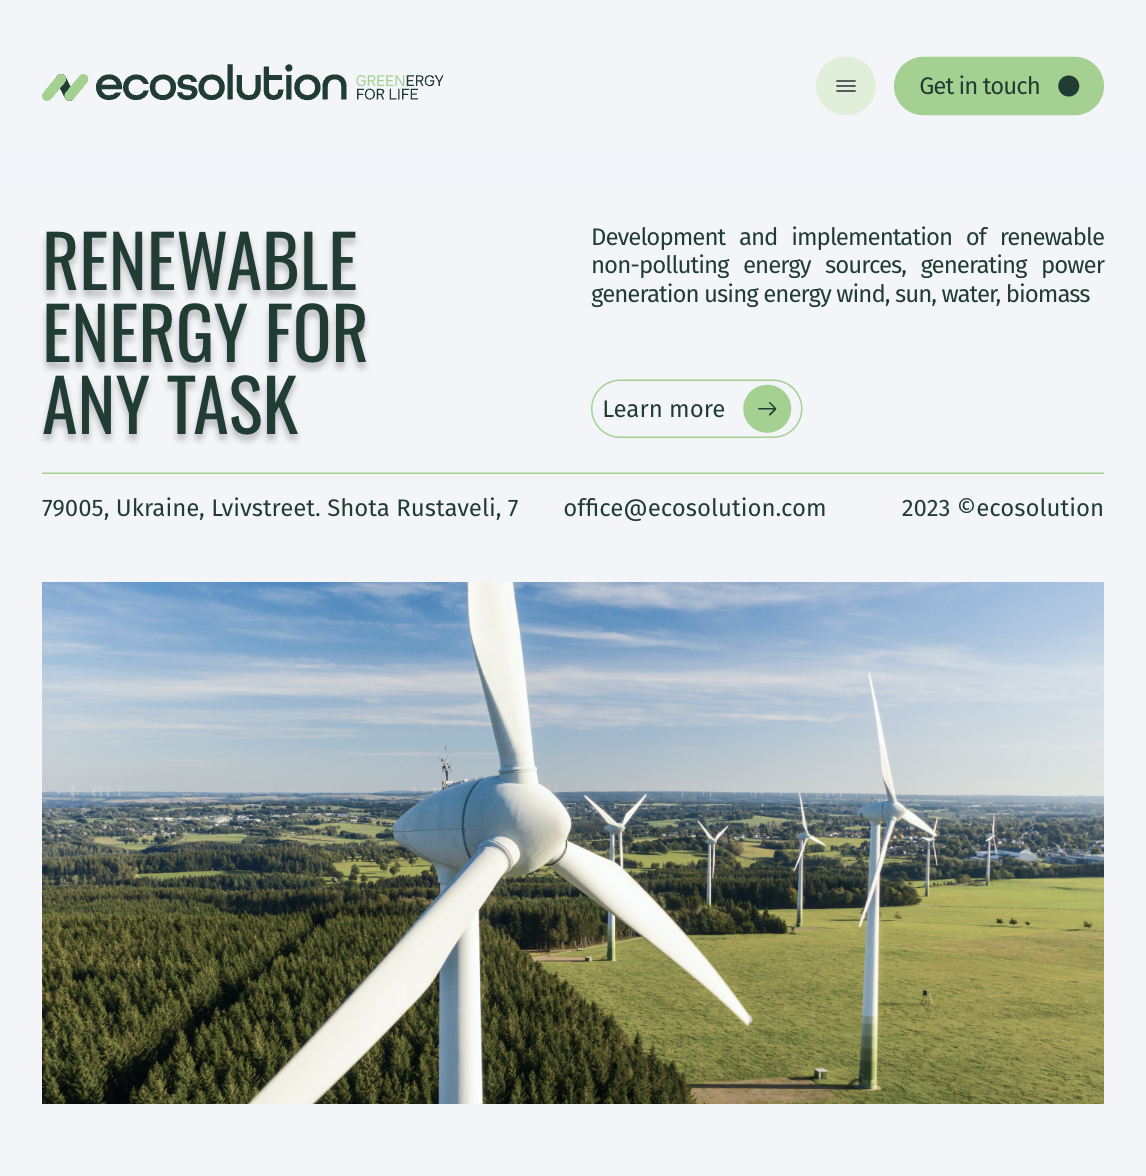 ecosolution
GREENERGY
FOR LIFE
Get in touch
RENEWABLE
ENERGY FOR
ANY TASK
Development and implementation of renewable
non-polluting energy sources, generating power
generation using energy wind, sun, water, biomass
Learn more
79005, Ukraine, Lvivstreet. Shota Rustaveli, 7
office@ecosolution.com
2023 ©ecosolution